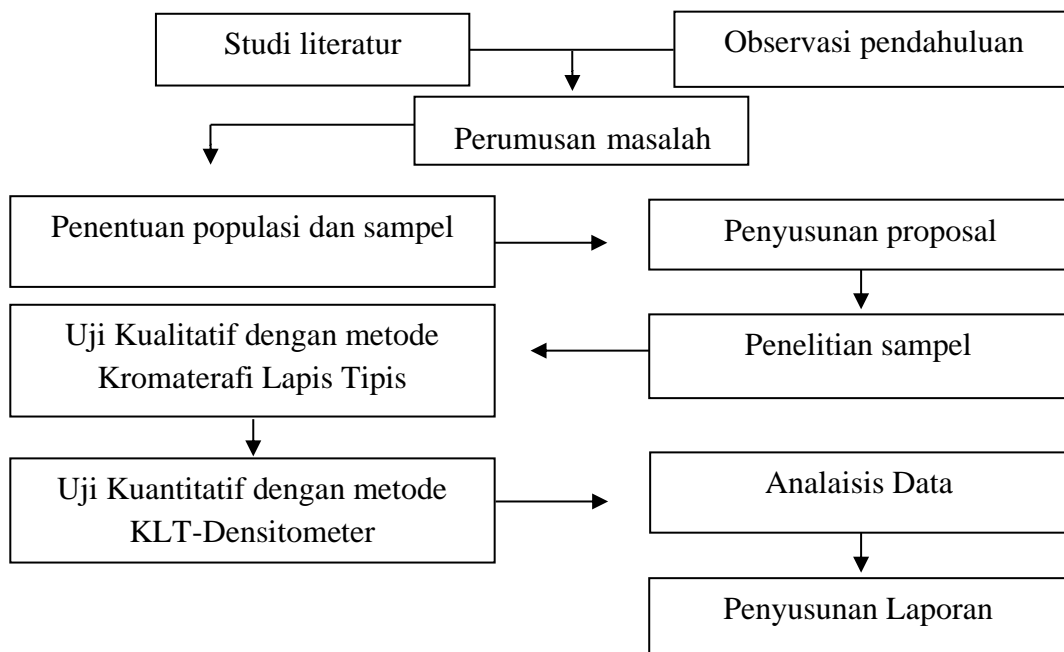 Studi literatur
Observasi pendahuluan
Perumusan masalah
Penentuan populasi dan sampel
Penyusunan proposal
Uji Kualitatif dengan metode
Kromaterafi Lapis Tipis
Penelitian sampel
Uji Kuantitatif dengan metode
KLT-Densitometer
Analaisis Data
Penyusunan Laporan